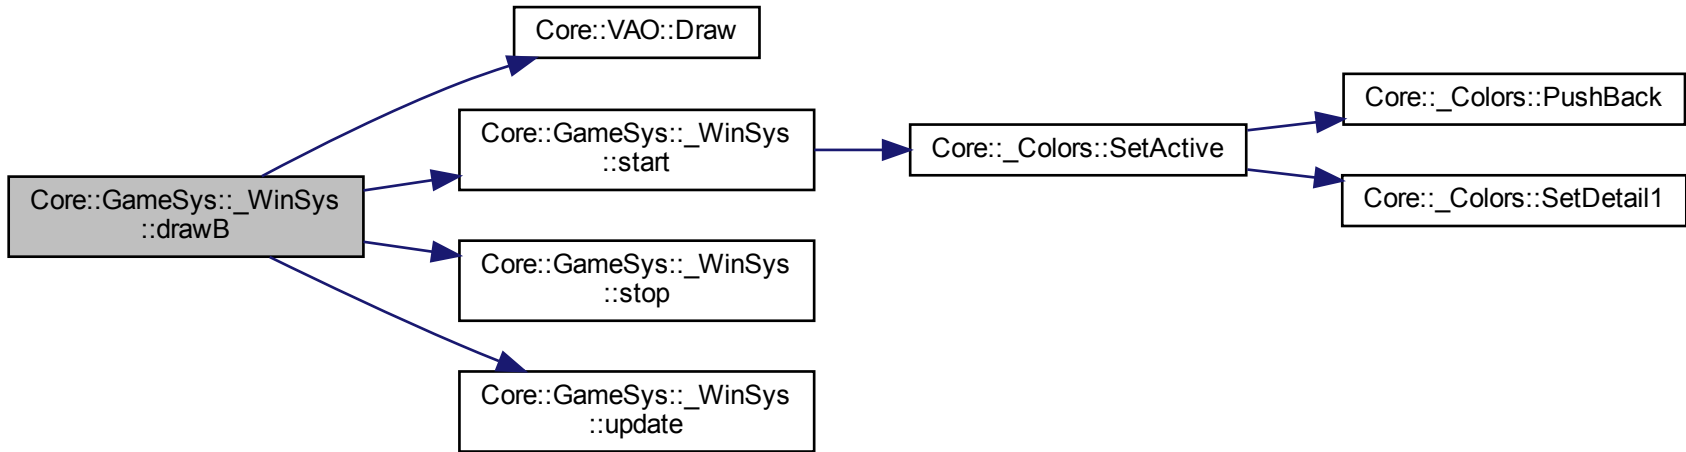 Core::VAO::Draw
Core::GameSys::_WinSys
::start
Core::_Colors::SetActive
Core::_Colors::PushBack
Core::_Colors::SetDetail1
Core::GameSys::_WinSys
::drawB
Core::GameSys::_WinSys
::stop
Core::GameSys::_WinSys
::update